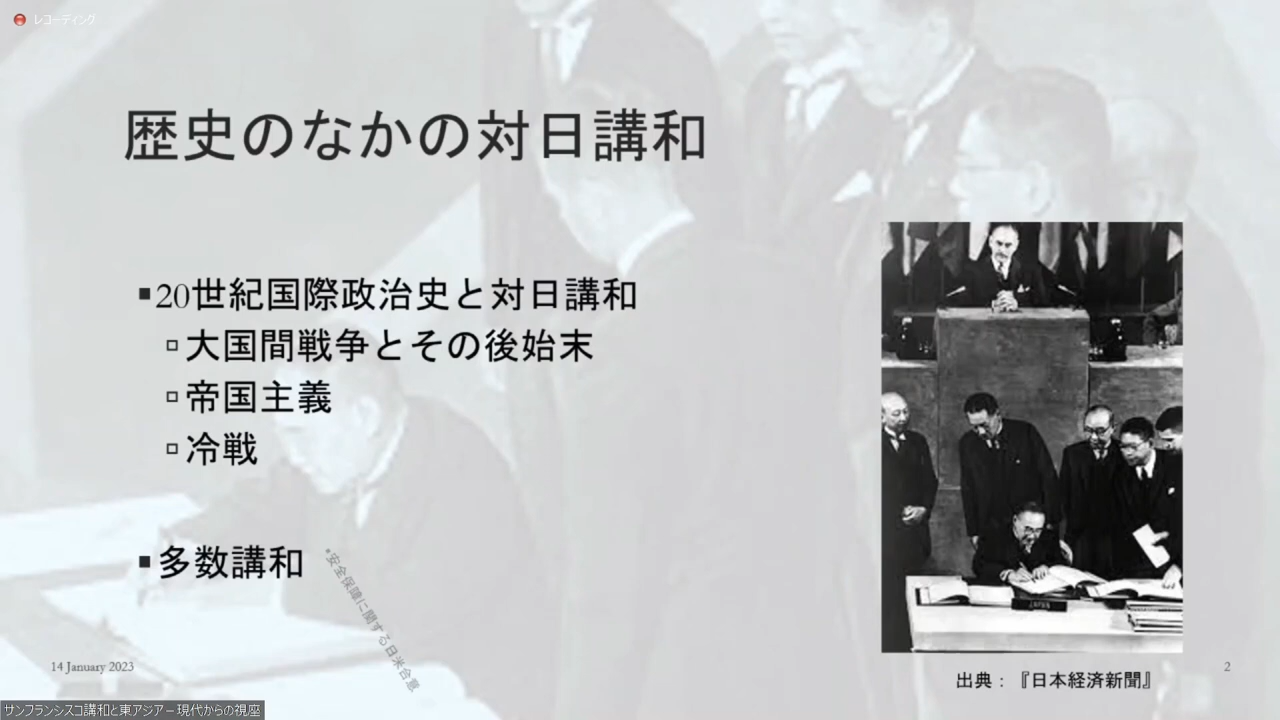 レコーディング
歴史のなかの対日講和
▪20世紀国際政治史と対日講和
▫大国間戦争とその後始末
▫帝国主義
▫冷戦
▪多数講和
*安全保障に関する日米合意
JAPAN
14 January 2023
出典：『日本経済新聞』
2
サンフランシスコ講和と東アジアー現代からの視座